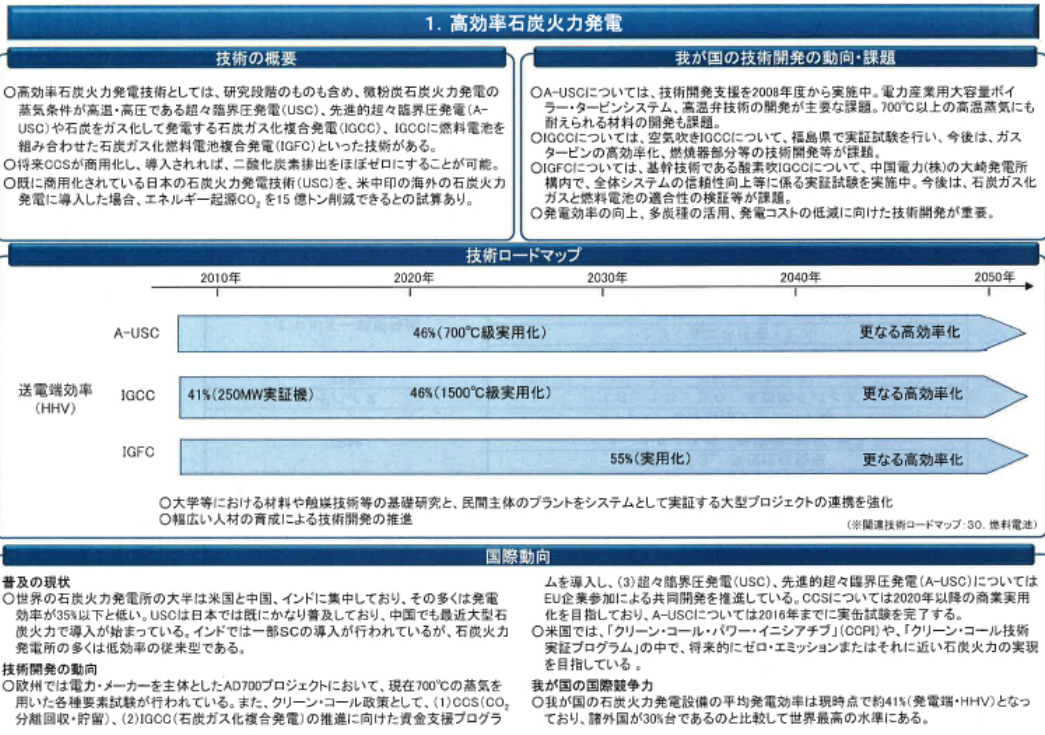 1．高効率石炭火力発電
技術の概要
○高効率石炭火力発電技術としては、研究段階のものも含め、微粉炭石炭火力発電の
蒸気条件が高温・高圧である超々臨界圧発電(USC)、先進的超々臨界圧発電(A-
USC)や石炭をガス化して発電する石炭ガス化複合発電(IGCC)、IGCCに燃料電池を
組み合わせた石炭ガス化燃料電池複合発電(IGFC)といった技術がある。
○将来CCSが商用化し、導入されれば、二酸化炭素排出をほぼゼロにすることが可能。
○既に商用化されている日本の石炭火力発電技術(USC)を、米中印の海外の石炭火力
発電に導入した場合、エネルギー起源CO₂を15億トン削減できるとの試算あり。
我が国の技術開発の動向・課題
○A-USCについては、技術開発支援を2008年度から実施中。電力産業用大容量ボイ
ラー・タービンシステム、高温弁技術の開発が主要な課題。700℃以上の高温蒸気にも
耐えられる材料の開発も課題。
○IGCCについては、空気吹きIGCCについて、福島県で実証試験を行い、今後は、ガス
タービンの高効率化、燃焼器部分等の技術開発等が課題。
○IGFCについては、基幹技術である酸素吹IGCCについて、中国電力(株)の大崎発電所
構内で、全体システムの信頼性向上等に係る実証試験を実施中。今後は、石炭ガス化
ガスと燃料電池の適合性の検証等が課題。
○発電効率の向上、多炭種の活用、発電コストの低減に向けた技術開発が重要。
技術ロードマップ
2010年 2020年 2030年 2040年 2050年
A-USC 46%(700℃級実用化) 更なる高効率化
送電端効率
(HHV)
IGCC 41%(250MW実証機) 46%(1500℃級実用化) 更なる高効率化
IGFC 55%(実用化) 更なる高効率化
○大学等における材料や触媒技術等の基礎研究と、民間主体のプラントをシステムとして実証する大型プロジェクトの連携を強化
○幅広い人材の育成による技術開発の推進
(※関連技術ロードマップ：30．燃料電池)
国際動向
普及の現状
○世界の石炭火力発電所の大半は米国と中国、インドに集中しており、その多くは発電
効率が35%以下と低い。USCは日本では既にかなり普及しており、中国でも最近大型石
炭火力で導入が始まっている。インドでは一部SCの導入が行われているが、石炭火力
発電所の多くは低効率の従来型である。
技術開発の動向
○欧州では電力・メーカーを主体としたAD700プロジェクトにおいて、現在700℃の蒸気を
用いた各種要素試験が行われている。また、クリーン・コール政策として、(1)CCS(CO₂
分離回収・貯留)、(2)IGCC(石炭ガス化複合発電)の推進に向けた資金支援プログラ
ムを導入し、(3)超々臨界圧発電(USC)、先進的超々臨界圧発電(A-USC)については
EU企業参加による共同開発を推進している。CCSについては2020年以降の商業実用
化を目指しており、A-USCについては2016年までに実缶試験を完了する。
○米国では、「クリーン・コール・パワー・イニシアチブ」(CCPI)や、「クリーン・コール技術
実証プログラム」の中で、将来的にゼロ・エミッションまたはそれに近い石炭火力の実現
を目指している 。
我が国の国際競争力
○我が国の石炭火力発電設備の平均発電効率は現時点で約41%(発電端・HHV)となっ
ており、諸外国が30%台であるのと比較して世界最高の水準にある。